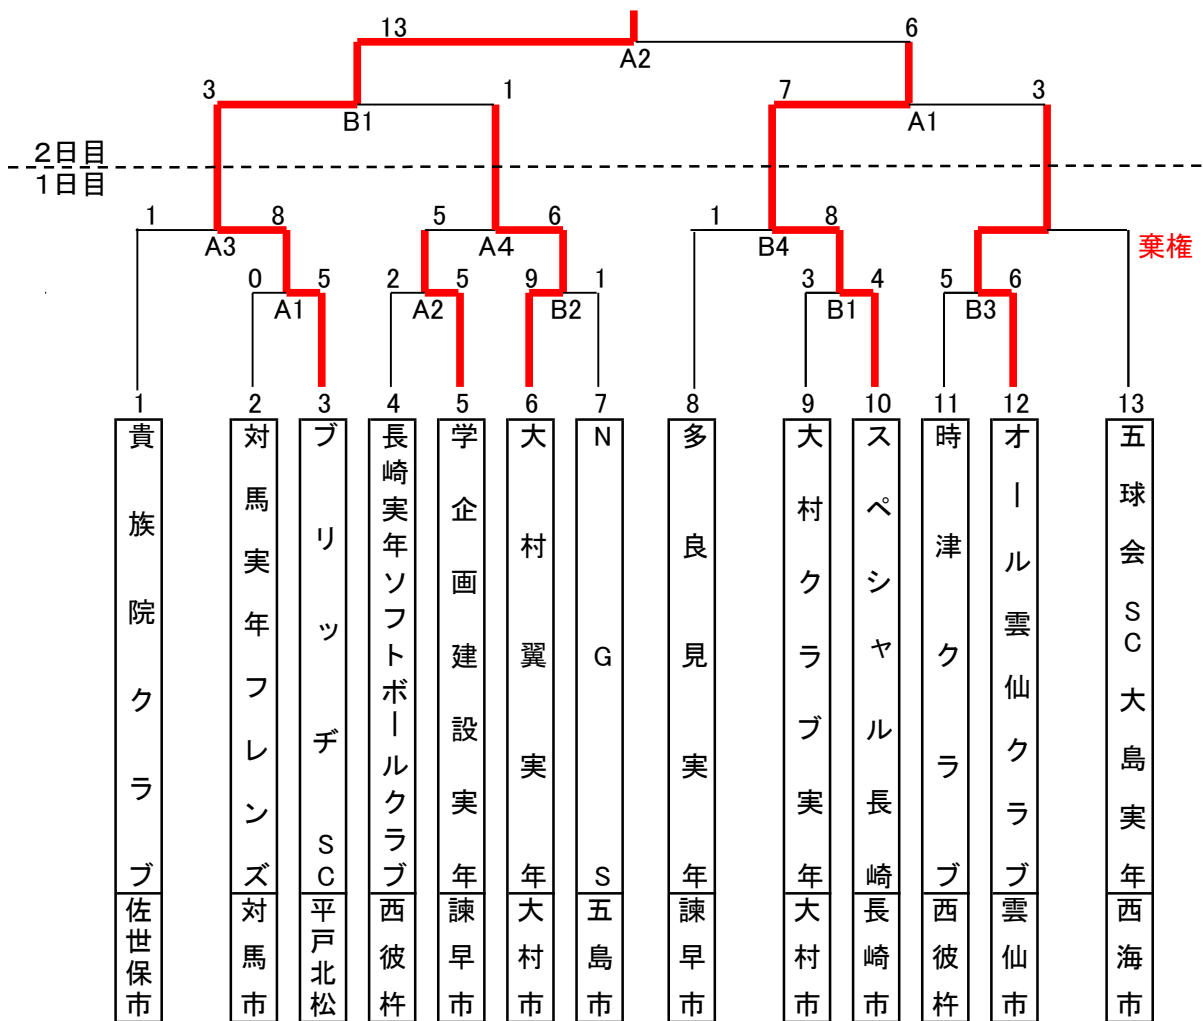 13 6
A2
3 1 7 3
B1 A1
2日目
1日目
1 8 5 6 1 8
A3 A4 B4 棄権
0 5 2 5 9 1 3 4 5 6
A1 A2 B2 B1 B3
1 2 3 4 5 6 7 8 9 10 11 12 13
貴族院クラブ
佐世保市
対馬実年フレンズ
対馬市
ブリッヂSC
平戸北松
長崎実年ソフトボールクラブ
西彼杵
学企画建設実年
諫早市
大村翼実年
大村市
NGS
五島市
多良見実年
諫早市
大村クラブ実年
大村市
スペシャル長崎
長崎市
時津クラブ
西彼杵
オール雲仙クラブ
雲仙市
五球会SC大島実年
西海市